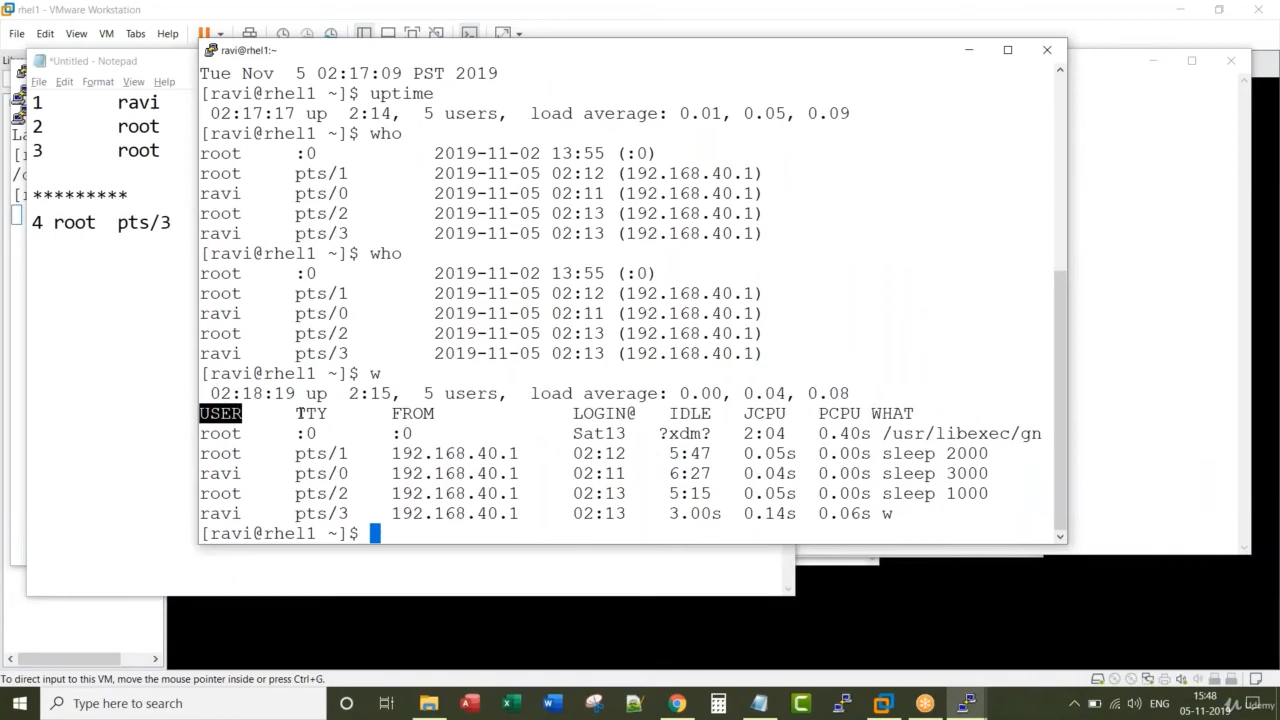 rhel1 - VMware Workstation
File Edit View VM Tabs Help
*Untitled - Notepad
File Edit Format View Help
1 ravi
2 root
3 root
*********
4 root pts/3
ravi@rhel1:~
Tue Nov  5 02:17:09 PST 2019
[ravi@rhel1 ~]$ uptime
 02:17:17 up  2:14,  5 users,  load average: 0.01, 0.05, 0.09
[ravi@rhel1 ~]$ who
root     :0           2019-11-02 13:55 (:0)
root     pts/1        2019-11-05 02:12 (192.168.40.1)
ravi     pts/0        2019-11-05 02:11 (192.168.40.1)
root     pts/2        2019-11-05 02:13 (192.168.40.1)
ravi     pts/3        2019-11-05 02:13 (192.168.40.1)
[ravi@rhel1 ~]$ who
root     :0           2019-11-02 13:55 (:0)
root     pts/1        2019-11-05 02:12 (192.168.40.1)
ravi     pts/0        2019-11-05 02:11 (192.168.40.1)
root     pts/2        2019-11-05 02:13 (192.168.40.1)
ravi     pts/3        2019-11-05 02:13 (192.168.40.1)
[ravi@rhel1 ~]$ w
 02:18:19 up  2:15,  5 users,  load average: 0.00, 0.04, 0.08
USER     TTY      FROM             LOGIN@   IDLE   JCPU   PCPU WHAT
root     :0       :0               Sat13   ?xdm?   2:04   0.40s /usr/libexec/gn
root     pts/1    192.168.40.1     02:12    5:47   0.05s  0.00s sleep 2000
ravi     pts/0    192.168.40.1     02:11    6:27   0.04s  0.00s sleep 3000
root     pts/2    192.168.40.1     02:13    5:15   0.05s  0.00s sleep 1000
ravi     pts/3    192.168.40.1     02:13    3.00s  0.14s  0.06s w
[ravi@rhel1 ~]$
To direct input to this VM, move the mouse pointer inside or press Ctrl+G.
Type here to search
ENG
15:48
05-11-2019
Udemy